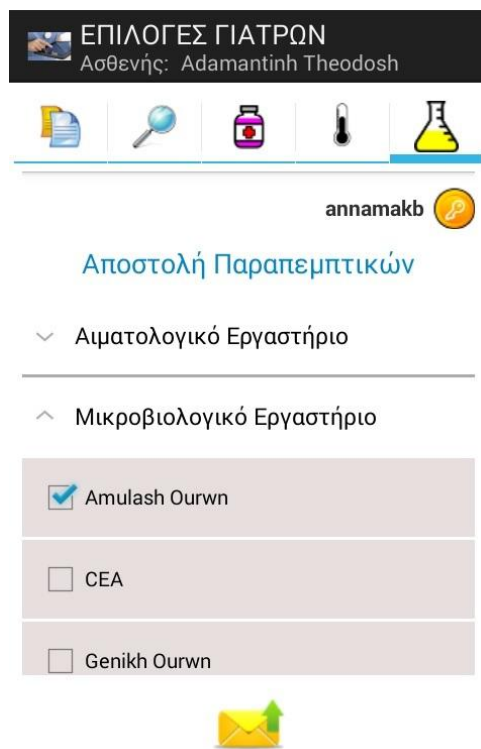 ΕΠΙΛΟΓΕΣ ΓΙΑΤΡΩΝ
Ασθενής: Adamantinh Theodosh
annamakb
Αποστολή Παραπεμπτικών
Αιματολογικό Εργαστήριο
Μικροβιολογικό Εργαστήριο
Amulash Ourwn
CEA
Genikh Ourwn